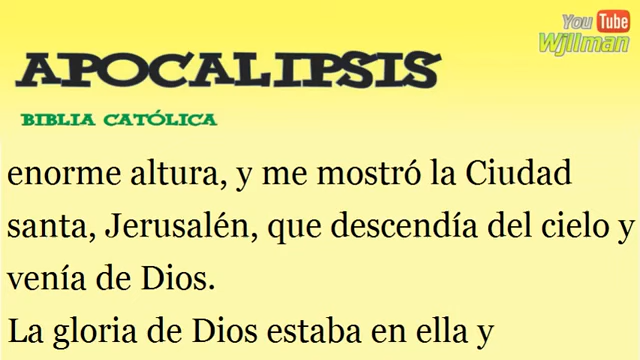 You Tube
Wjllman
APOCALIPSIS
BIBLIA CATÓLICA
enorme altura, y me mostró la Ciudad
santa, Jerusalén, que descendía del cielo y
venía de Dios.
La gloria de Dios estaba en ella y